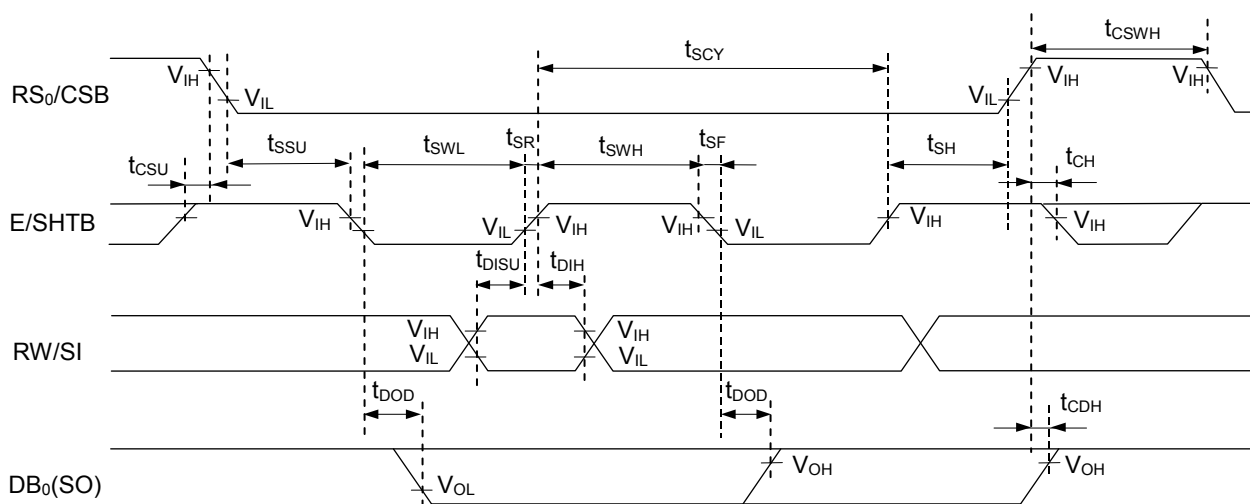 tCSWH
tSCY
VIH
VIH
VIH
RS0/CSB
VIL
VIL
tSSU
tSWL
tSR
tSWH
tSF
tSH
tCH
tCSU
E/SHTB
VIH
VIL
VIH
VIH
VIL
VIH
tDISU
tDIH
RW/SI
VIH
VIH
VIL
VIL
tDOD
tDOD
tCDH
DB0(SO)
VOL
VOH
VOH